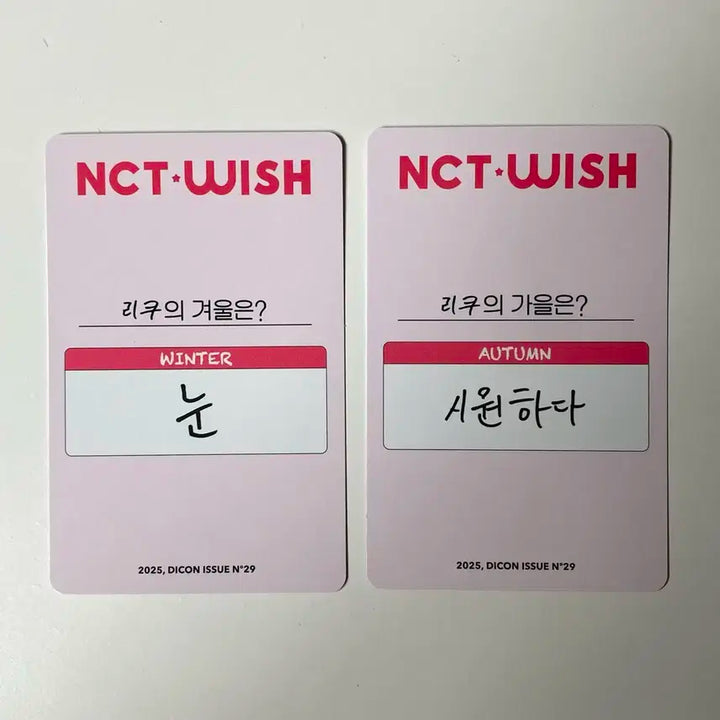 NCT★WISH
리쿠의 겨울은?
WINTER
눈
2025, DICON ISSUE N°29
NCT★WISH
리쿠의 가을은?
AUTUMN
시원하다
2025, DICON ISSUE N°29